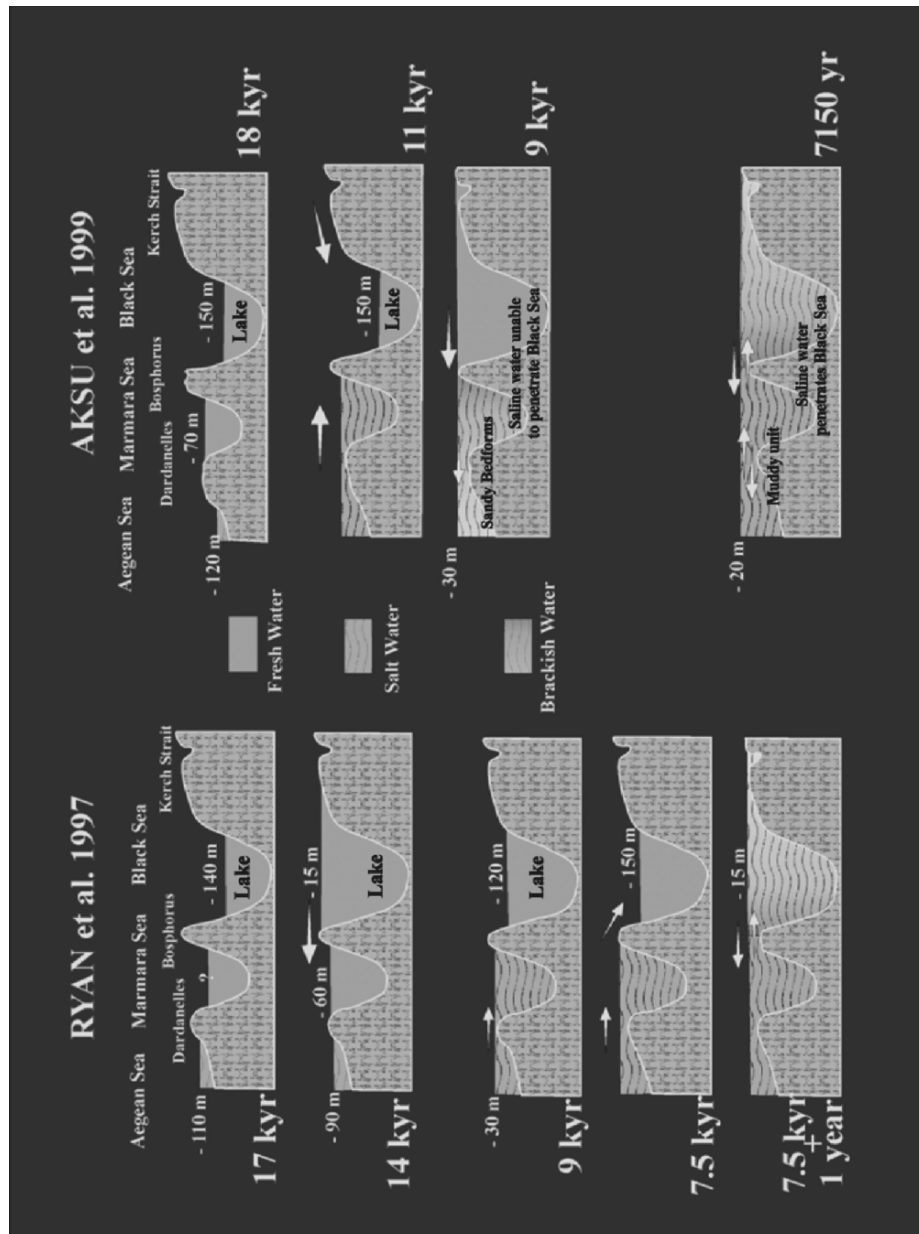 RYAN et al. 1997
Aegean Sea Marmara Sea Black Sea
Dardanelles Bosphorus Kerch Strait
- 110 m
?
- 140 m
Lake
17 kyr
- 90 m
- 60 m
- 15 m
Lake
14 kyr
- 30 m
- 120 m
Lake
9 kyr
- 150 m
7.5 kyr
- 15 m
7.5 kyr
+
1 year
Fresh Water
Salt Water
Brackish Water
AKSU et al. 1999
Aegean Sea Marmara Sea Black Sea
Dardanelles Bosphorus Kerch Strait
- 120 m
- 70 m
- 150 m
Lake
18 kyr
- 150 m
Lake
11 kyr
- 30 m
Sandy Bedforms
Saline water unable
to penetrate Black Sea
9 kyr
- 20 m
Muddy unit
Saline water
penetrates Black Sea
7150 yr